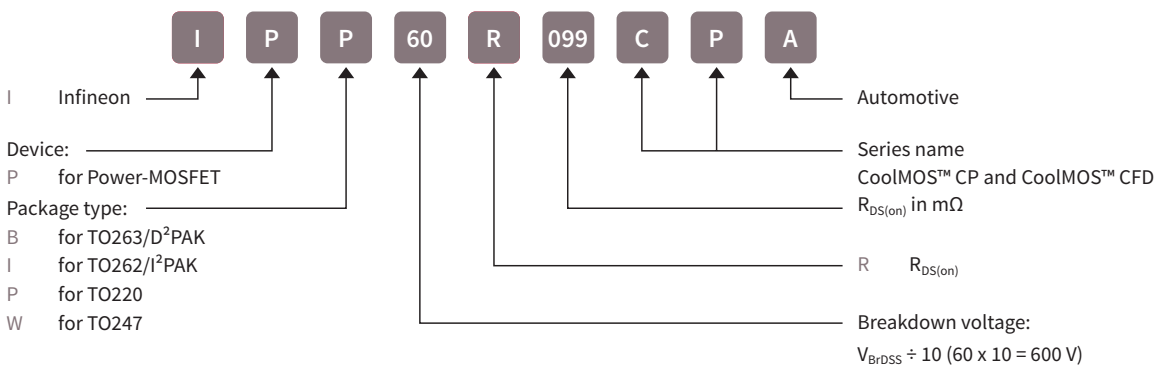 I P P 60 R 099 C P A
I Infineon
Device:
P for Power-MOSFET
Package type:
B for TO263/D²PAK
I for TO262/I²PAK
P for TO220
W for TO247
Automotive
Series name
CoolMOS™ CP and CoolMOS™ CFD
RDS(on) in mΩ
R RDS(on)
Breakdown voltage:
VBrDSS ÷ 10 (60 x 10 = 600 V)